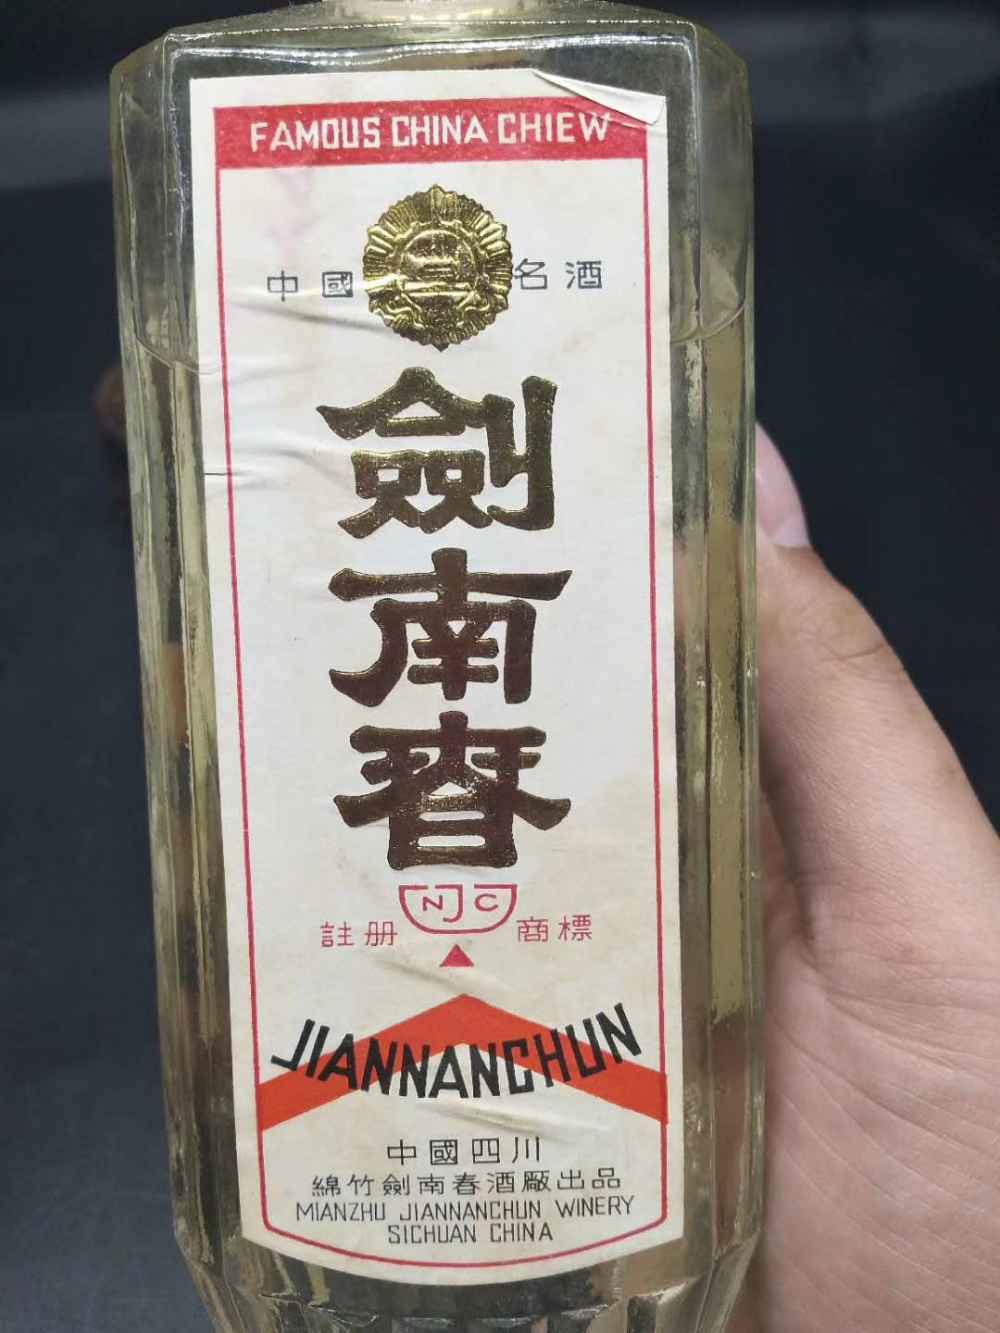 FAMOUS CHINA CHIEW
中國名酒
劍南春
NJC
註册商標
JIANNANCHUN
中國四川
綿竹劍南春酒廠出品
MIANZHU JIANNANCHUN WINERY
SICHUAN CHINA